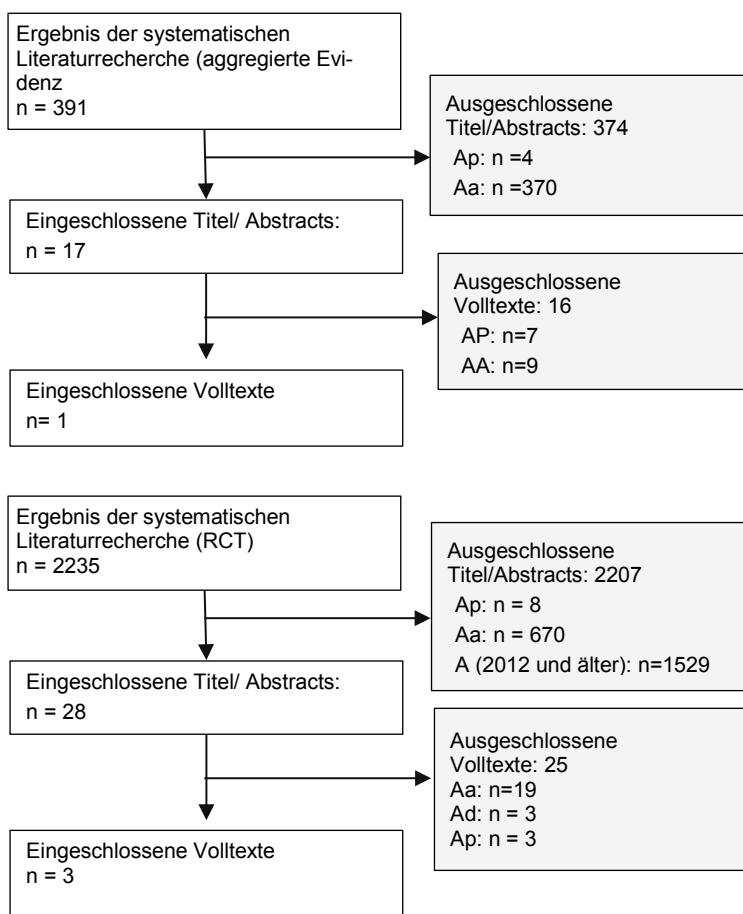 Ergebnis der systematischen
Literaturrecherche (aggregierte Evi-
denz
n = 391
Ausgeschlossene
Titel/Abstracts: 374
Ap: n =4
Aa: n =370
Eingeschlossene Titel/ Abstracts:
n = 17
Ausgeschlossene
Volltexte: 16
AP: n=7
AA: n=9
Eingeschlossene Volltexte
n= 1
Ergebnis der systematischen
Literaturrecherche (RCT)
n = 2235
Ausgeschlossene
Titel/Abstracts: 2207
Ap: n = 8
Aa: n = 670
A (2012 und älter): n=1529
Eingeschlossene Titel/ Abstracts:
n = 28
Ausgeschlossene
Volltexte: 25
Aa: n=19
Ad: n = 3
Ap: n = 3
Eingeschlossene Volltexte
n = 3